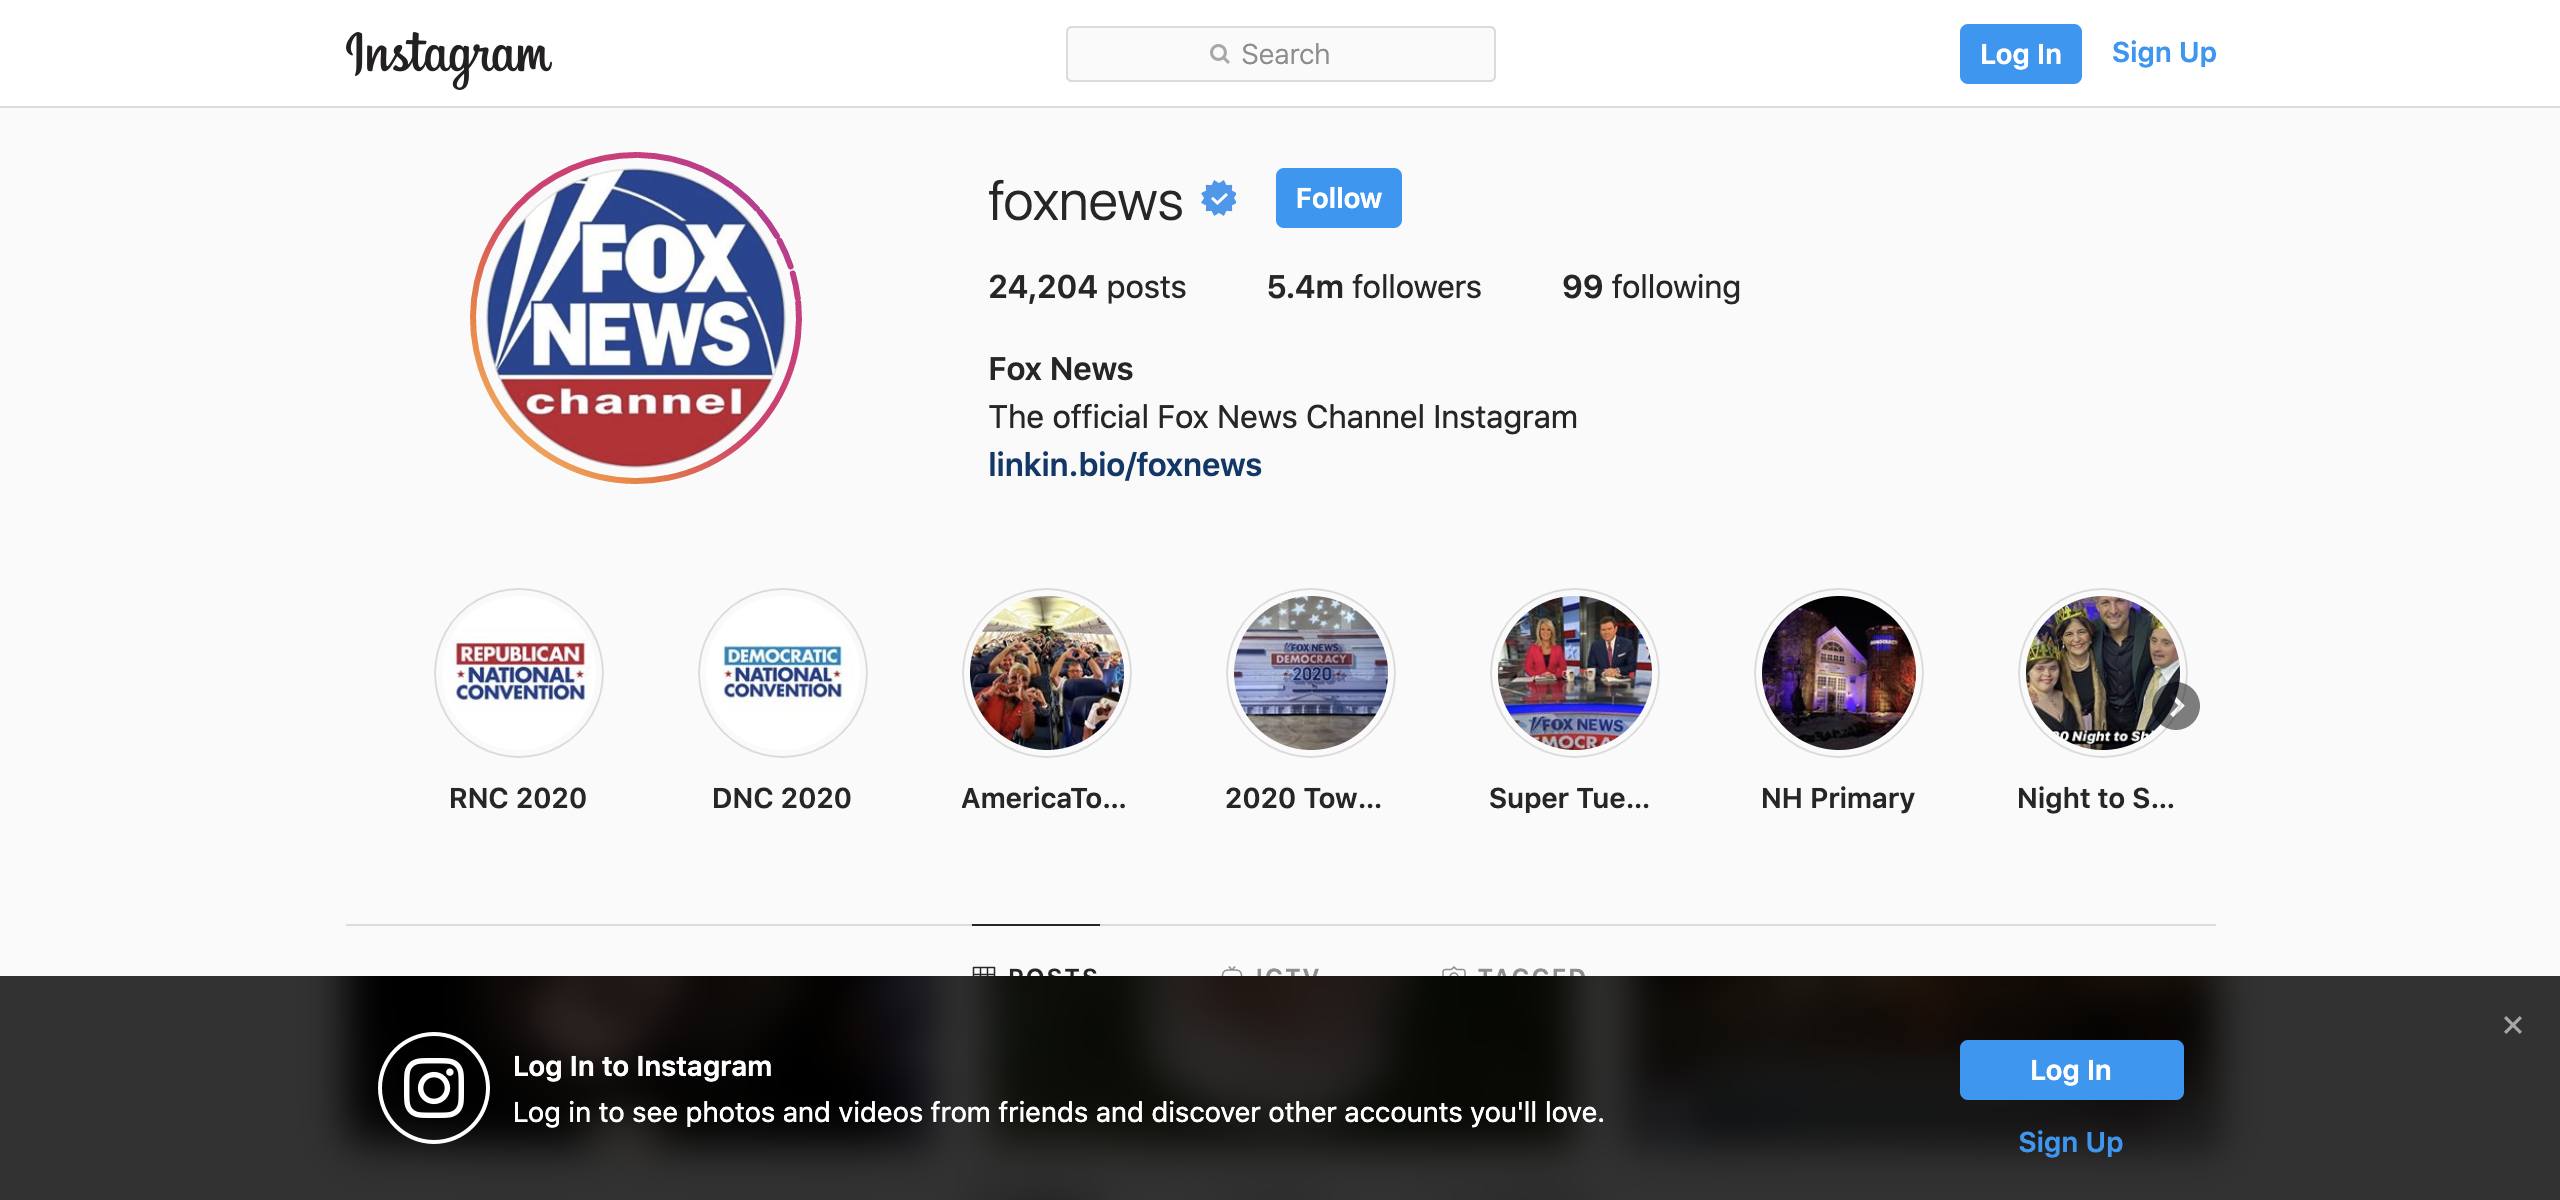 Instagram
Search
Log In
Sign Up
FOX
NEWS
channel
foxnews
Follow
24,204 posts
5.4m followers
99 following
Fox News
The official Fox News Channel Instagram
linkin.bio/foxnews
REPUBLICAN
NATIONAL
CONVENTION
DEMOCRATIC
NATIONAL
CONVENTION
FOX NEWS
DEMOCRACY
2020
FOX NEWS
Night to
RNC 2020
DNC 2020
AmericaTo...
2020 Tow...
Super Tue...
NH Primary
Night to S...
POSTS
IGTV
TAGGED
Log In to Instagram
Log in to see photos and videos from friends and discover other accounts you'll love.
Log In
Sign Up